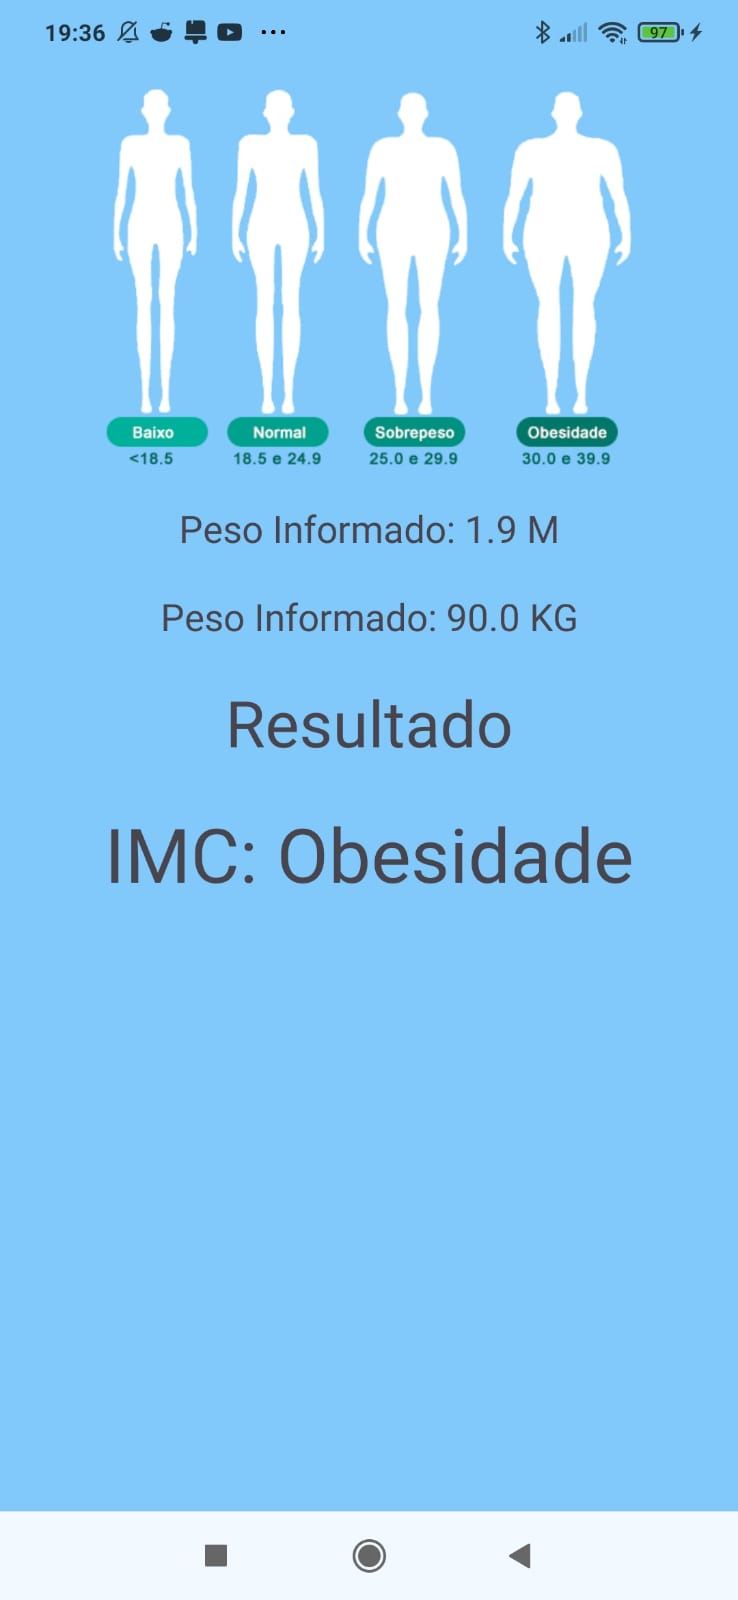 19:36
97
Baixo Normal Sobrepeso Obesidade
<18.5 18.5 e 24.9 25.0 e 29.9 30.0 e 39.9
Peso Informado: 1.9 M
Peso Informado: 90.0 KG
Resultado
IMC: Obesidade